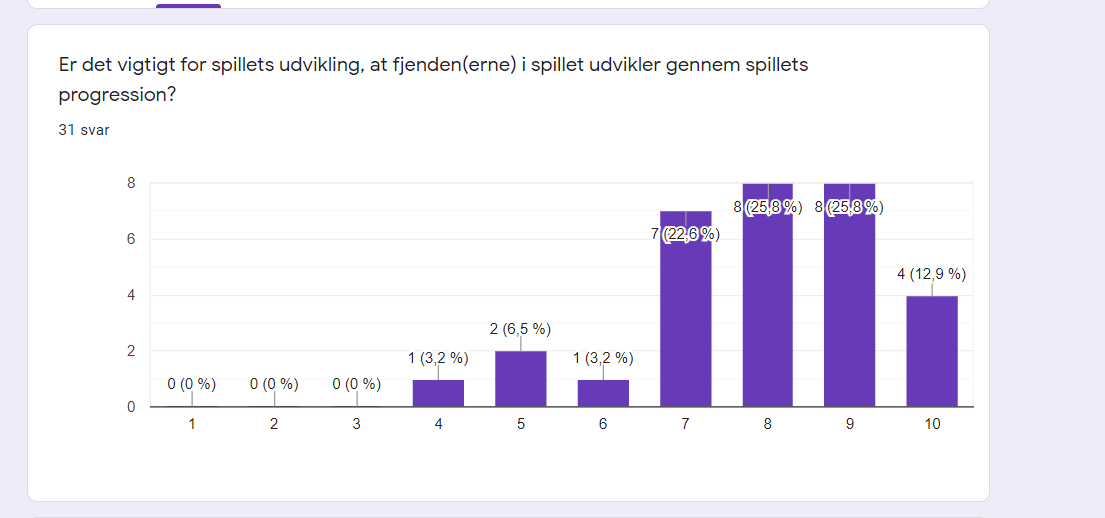 Er det vigtigt for spillets udvikling, at fjenden(erne) i spillet udvikler gennem spillets
progression?
31 svar
8
6
4
2
0
0 (0 %)
0 (0 %)
0 (0 %)
1 (3,2 %)
2 (6,5 %)
1 (3,2 %)
7 (22,6 %)
8 (25,8 %)
8 (25,8 %)
4 (12,9 %)
1 2 3 4 5 6 7 8 9 10